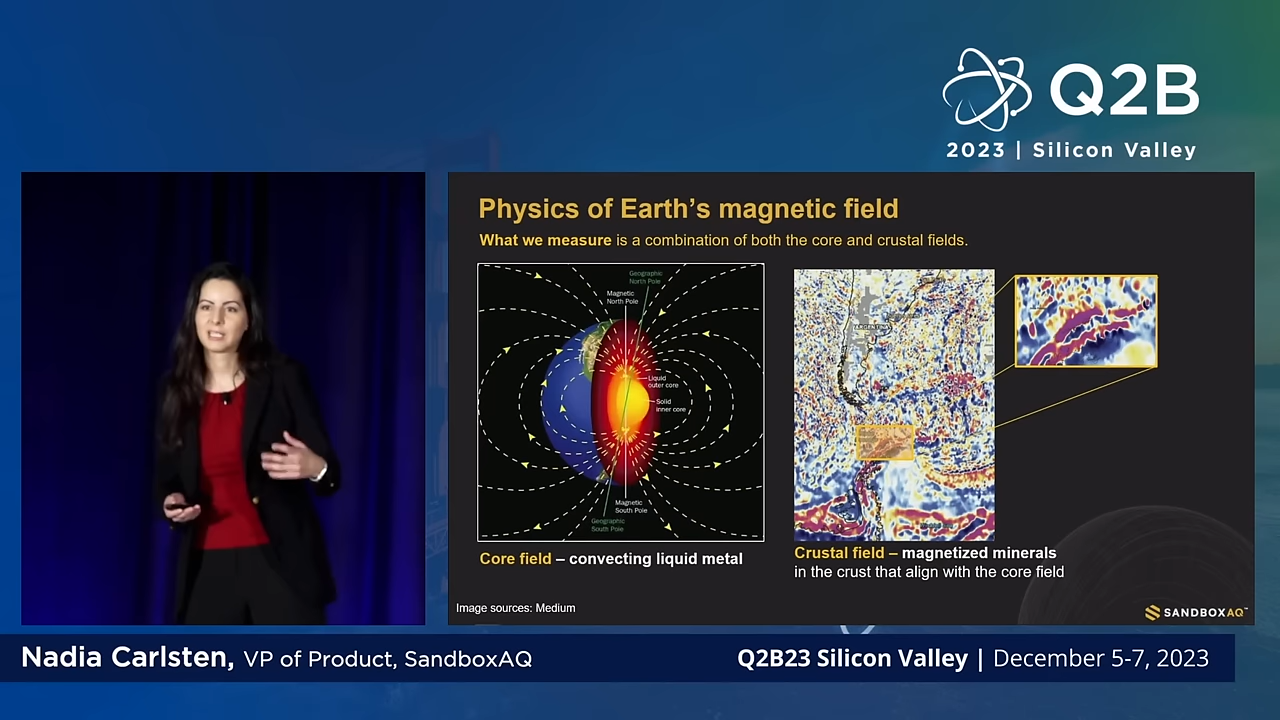 Q2B
2023 | Silicon Valley
Physics of Earth's magnetic field
What we measure is a combination of both the core and crustal fields.
Geographic
North Pole
Magnetic
North Pole
Liquid
outer core
Solid
inner core
Magnetic
South Pole
Geographic
South Pole
ARGENTINA
Core field – convecting liquid metal
Crustal field – magnetized minerals
in the crust that align with the core field
Image sources: Medium
SANDBOXAQ™
Nadia Carlsten, VP of Product, SandboxAQ
Q2B23 Silicon Valley | December 5-7, 2023